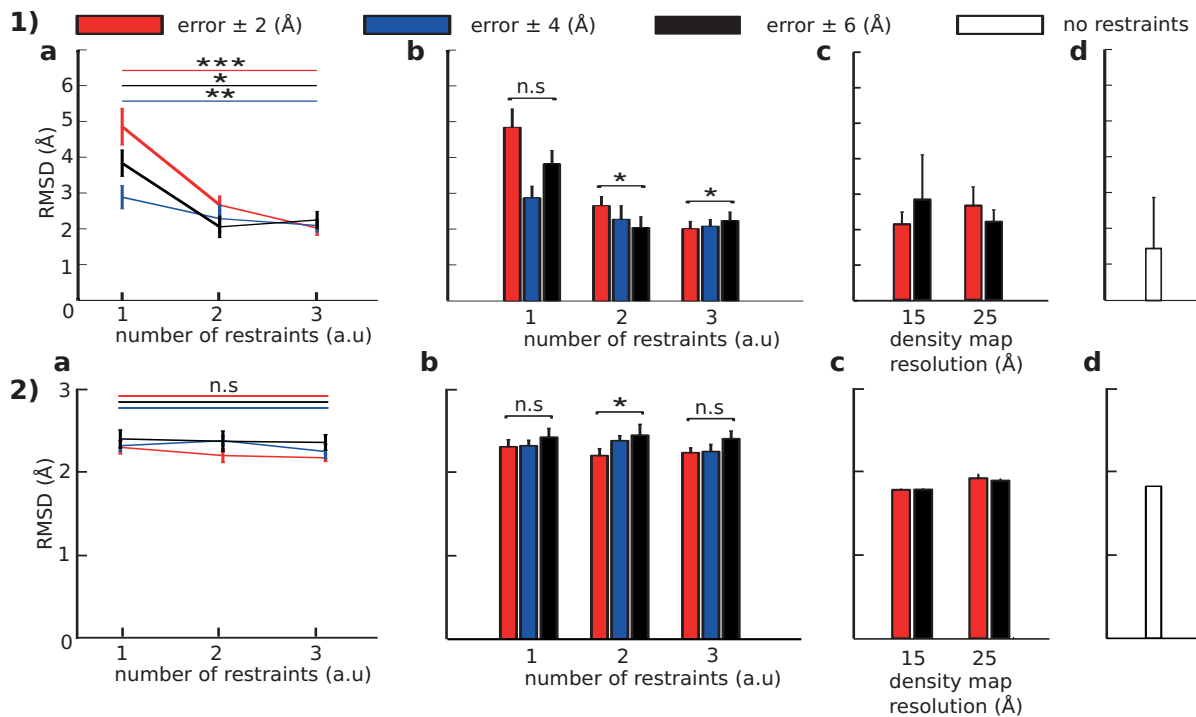 1)
error ± 2 (Å)
error ± 4 (Å)
error ± 6 (Å)
no restraints
a
RMSD (Å)
6
5
4
3
2
1
0
***
*
**
1 2 3
number of restraints (a.u)
b
n.s
*
*
1 2 3
number of restraints (a.u)
c
15 25
density map
resolution (Å)
d
2)
a
RMSD (Å)
3
2
1
0
n.s
1 2 3
number of restraints (a.u)
b
n.s
*
n.s
1 2 3
number of restraints (a.u)
c
15 25
density map
resolution (Å)
d